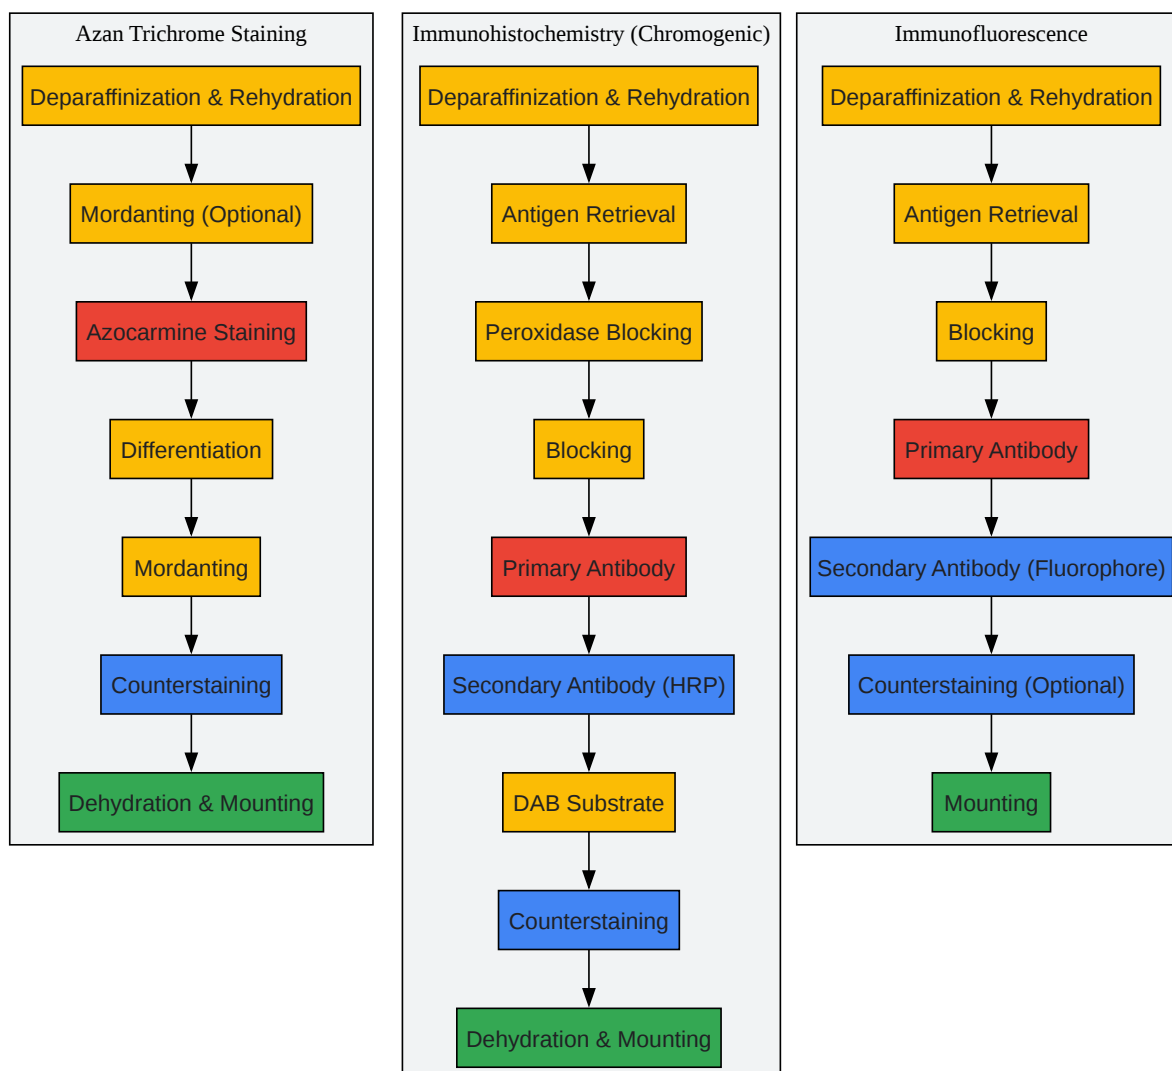 Azan Trichrome Staining
Deparaffinization & Rehydration
Mordanting (Optional)
Azocarmine Staining
Differentiation
Mordanting
Counterstaining
Dehydration & Mounting
Immunohistochemistry (Chromogenic)
Deparaffinization & Rehydration
Antigen Retrieval
Peroxidase Blocking
Blocking
Primary Antibody
Secondary Antibody (HRP)
DAB Substrate
Counterstaining
Dehydration & Mounting
Immunofluorescence
Deparaffinization & Rehydration
Antigen Retrieval
Blocking
Primary Antibody
Secondary Antibody (Fluorophore)
Counterstaining (Optional)
Mounting